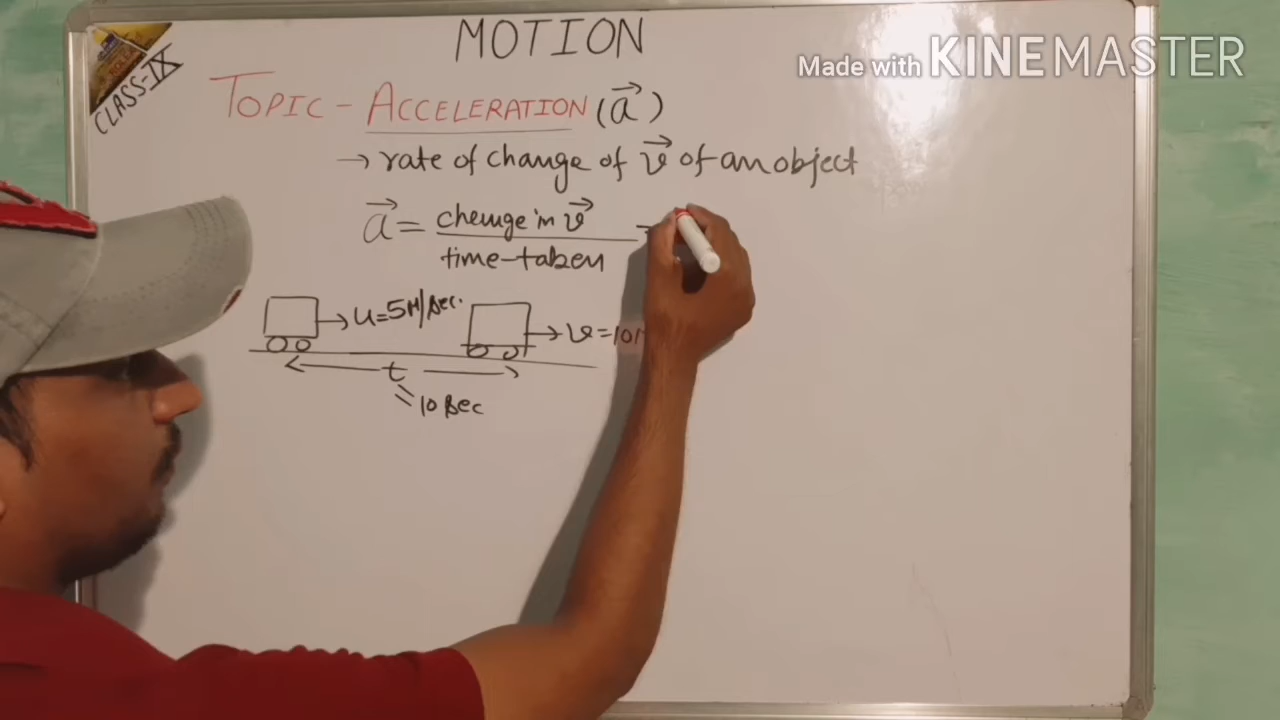 MOTION
Made with KINEMASTER
CLASS-IX
TOPIC - ACCELERATION (a⃗)
→ rate of change of v⃗ of an object
a⃗ = change in v⃗
time-taken
u=5M/sec.
v=10
t
=10 sec